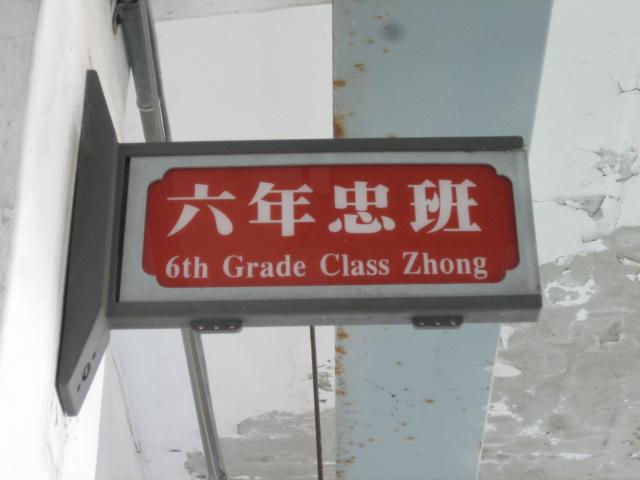 六年忠班
6th Grade Class Zhong